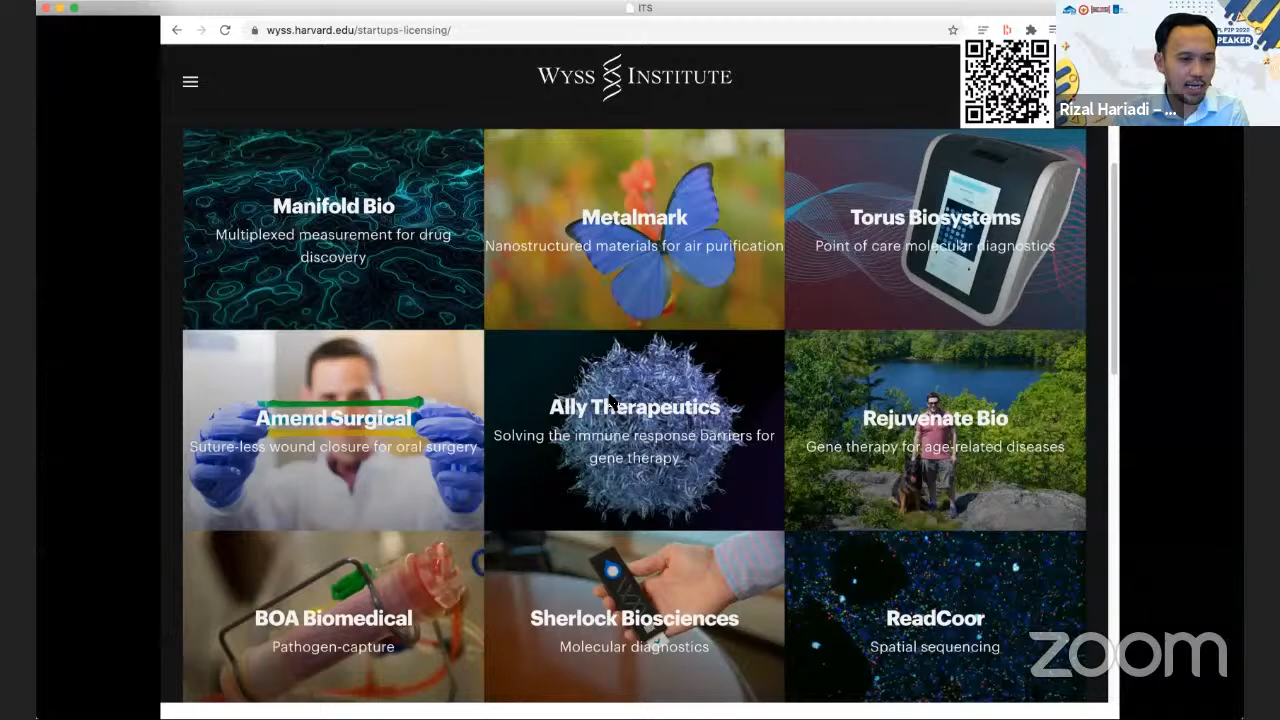 ITS
wyss.harvard.edu/startups-licensing/
WYSS INSTITUTE
PEAKER
Rizal Hariadi – ...
Manifold Bio
Multiplexed measurement for drug
discovery
Metalmark
Nanostructured materials for air purification
Torus Biosystems
Point of care molecular diagnostics
Amend Surgical
Suture-less wound closure for oral surgery
Ally Therapeutics
Solving the immune response barriers for
gene therapy
Rejuvenate Bio
Gene therapy for age-related diseases
BOA Biomedical
Pathogen-capture
Sherlock Biosciences
Molecular diagnostics
ReadCoor
Spatial sequencing
zoom